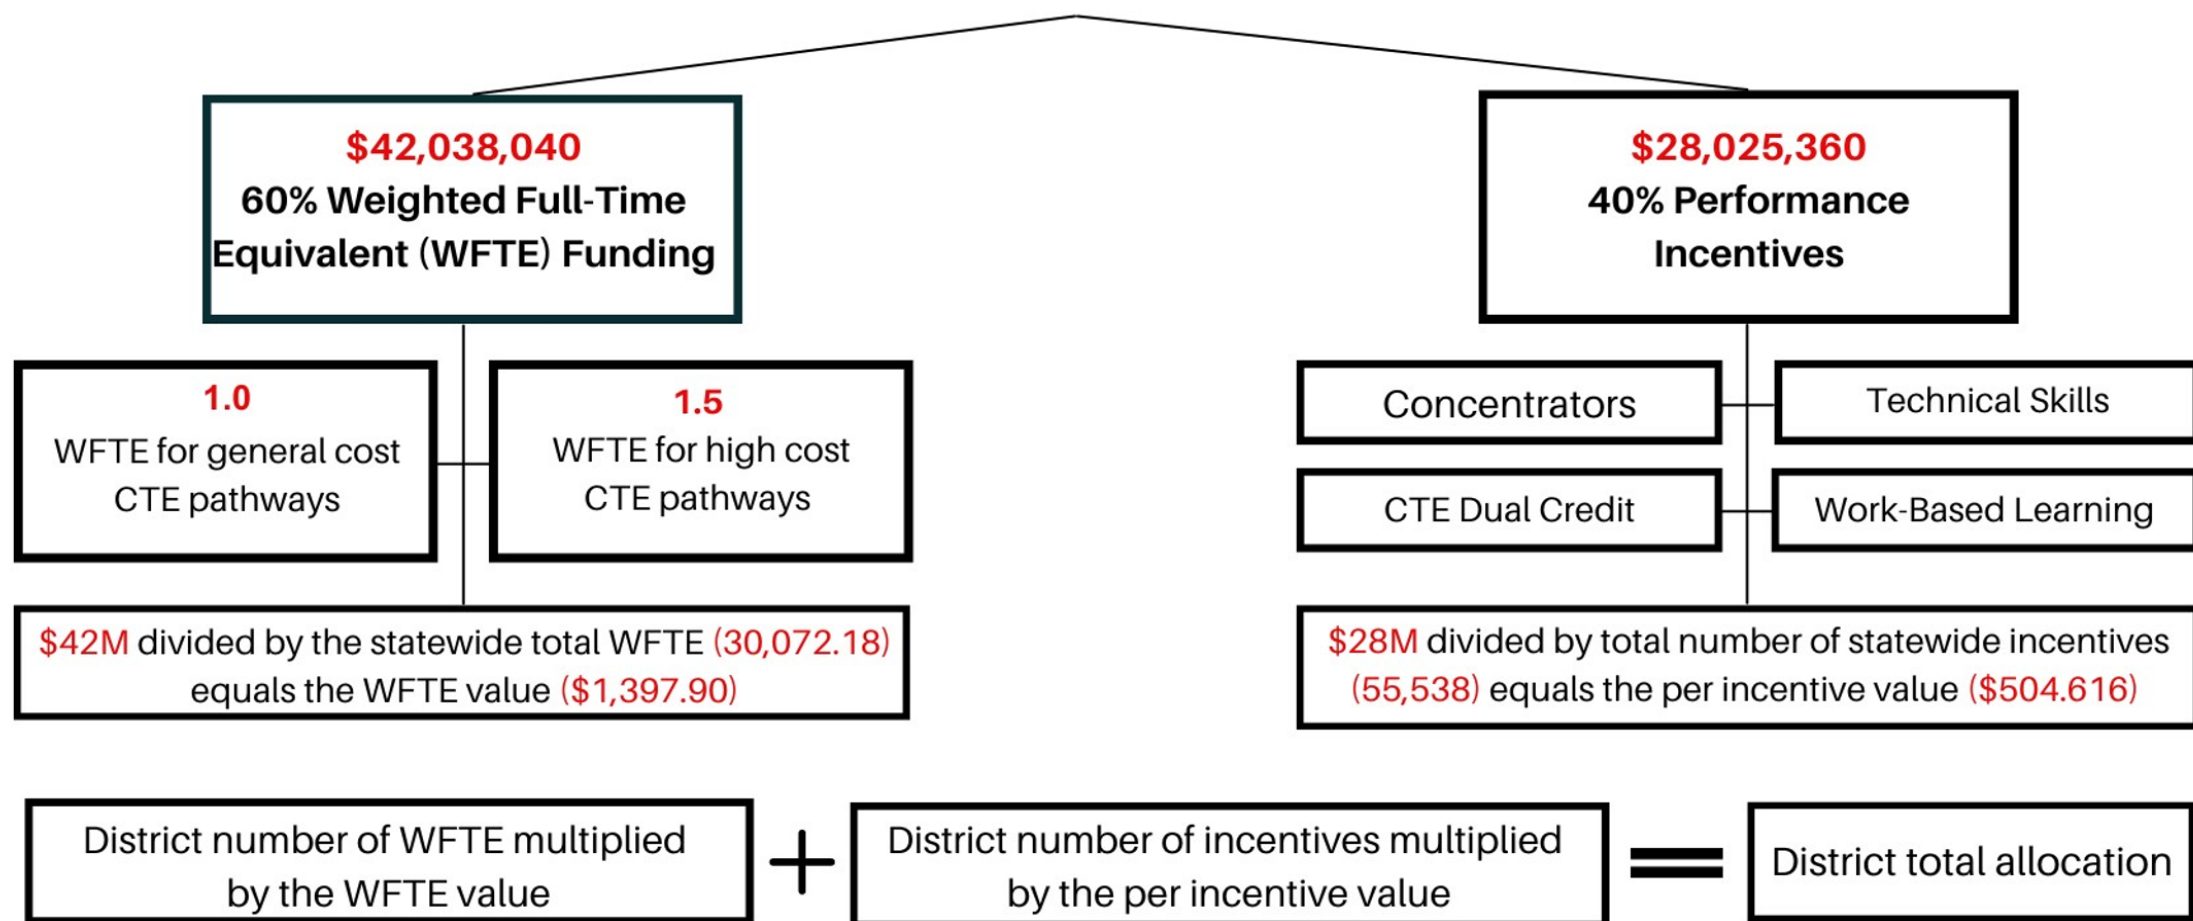 $42,038,040
60% Weighted Full-Time
Equivalent (WFTE) Funding
$28,025,360
40% Performance
Incentives
1.0
WFTE for general cost
CTE pathways
1.5
WFTE for high cost
CTE pathways
Concentrators
Technical Skills
CTE Dual Credit
Work-Based Learning
$42M divided by the statewide total WFTE (30,072.18)
equals the WFTE value ($1,397.90)
$28M divided by total number of statewide incentives
(55,538) equals the per incentive value ($504.616)
District number of WFTE multiplied
by the WFTE value
+
District number of incentives multiplied
by the per incentive value
=
District total allocation